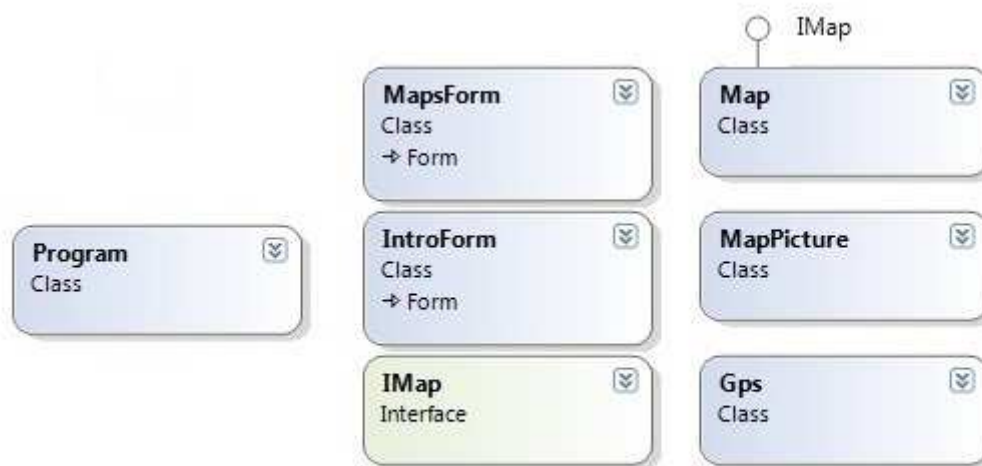 IMap
MapsForm
Class
→ Form
Map
Class
Program
Class
IntroForm
Class
→ Form
MapPicture
Class
IMap
Interface
Gps
Class